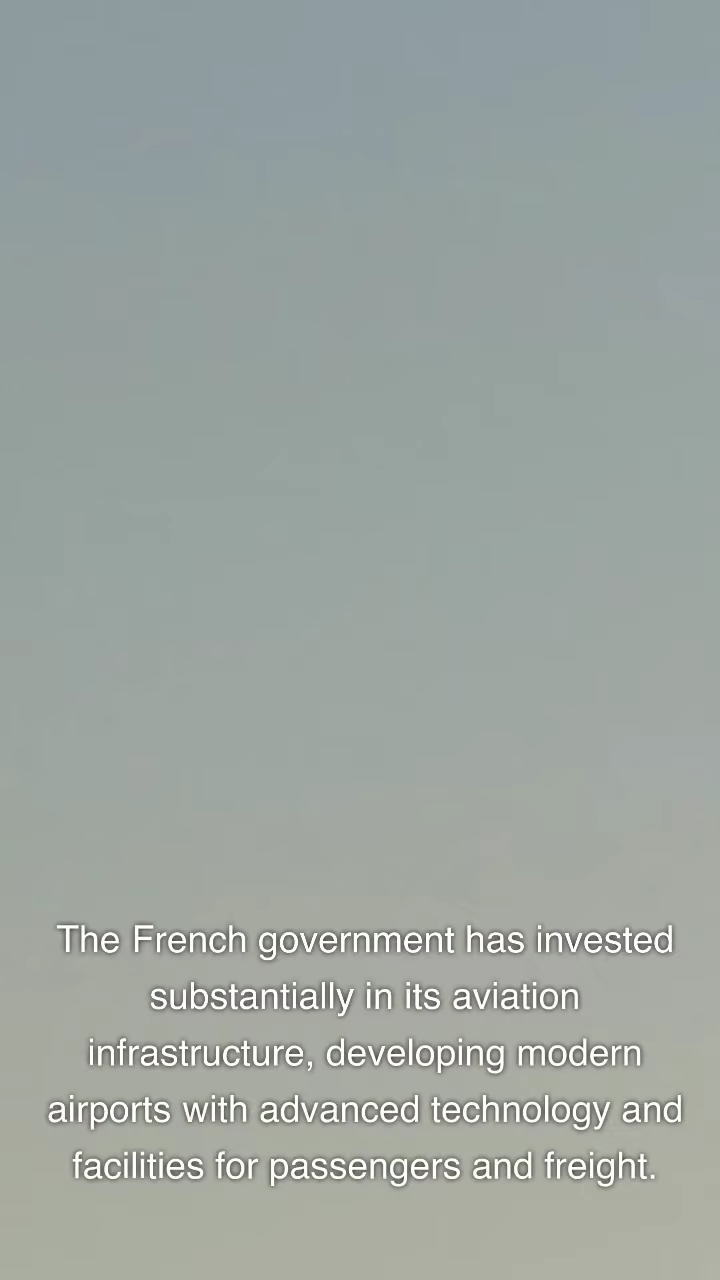 The French government has invested
substantially in its aviation
infrastructure, developing modern
airports with advanced technology and
facilities for passengers and freight.